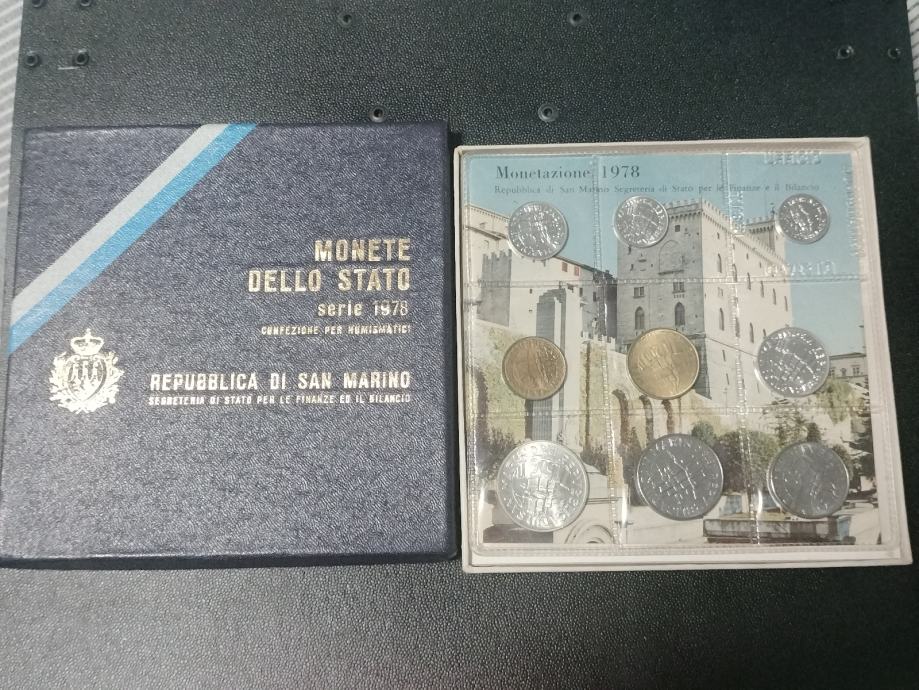 MONETE
DELLO STATO
serie 1978
CONFEZIONE PER NUMISMATICI
REPUBBLICA DI SAN MARINO
SEGRETERIA DI STATO PER LE FINANZE ED IL BILANCIO
Monetazione 1978
Repubblica di San Marino Segreteria di Stato per le Finanze e il Bilancio
UFFICIO